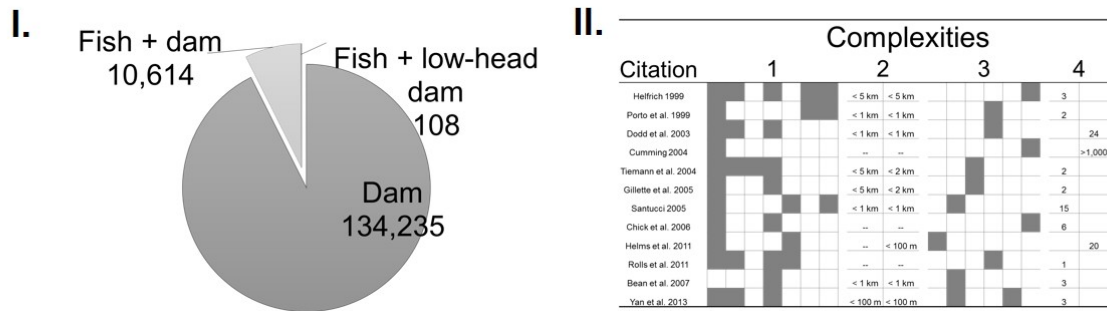 I.
Fish + dam
10,614
Fish + low-head
dam
108
Dam
134,235
II.
Complexities
Citation 1 2 3 4
Helfrich 1999 < 5 km < 5 km 3
Porto et al. 1999 < 1 km < 1 km 2
Dodd et al. 2003 < 1 km < 1 km 24
Cumming 2004 -- -- >1,000
Tiemann et al. 2004 < 5 km < 2 km 2
Gillette et al. 2005 < 5 km < 2 km 2
Santucci 2005 < 1 km < 1 km 15
Chick et al. 2006 -- -- 6
Helms et al. 2011 -- < 100 m 20
Rolls et al. 2011 -- -- 1
Bean et al. 2007 < 1 km < 1 km 3
Yan et al. 2013 < 100 m < 100 m 3